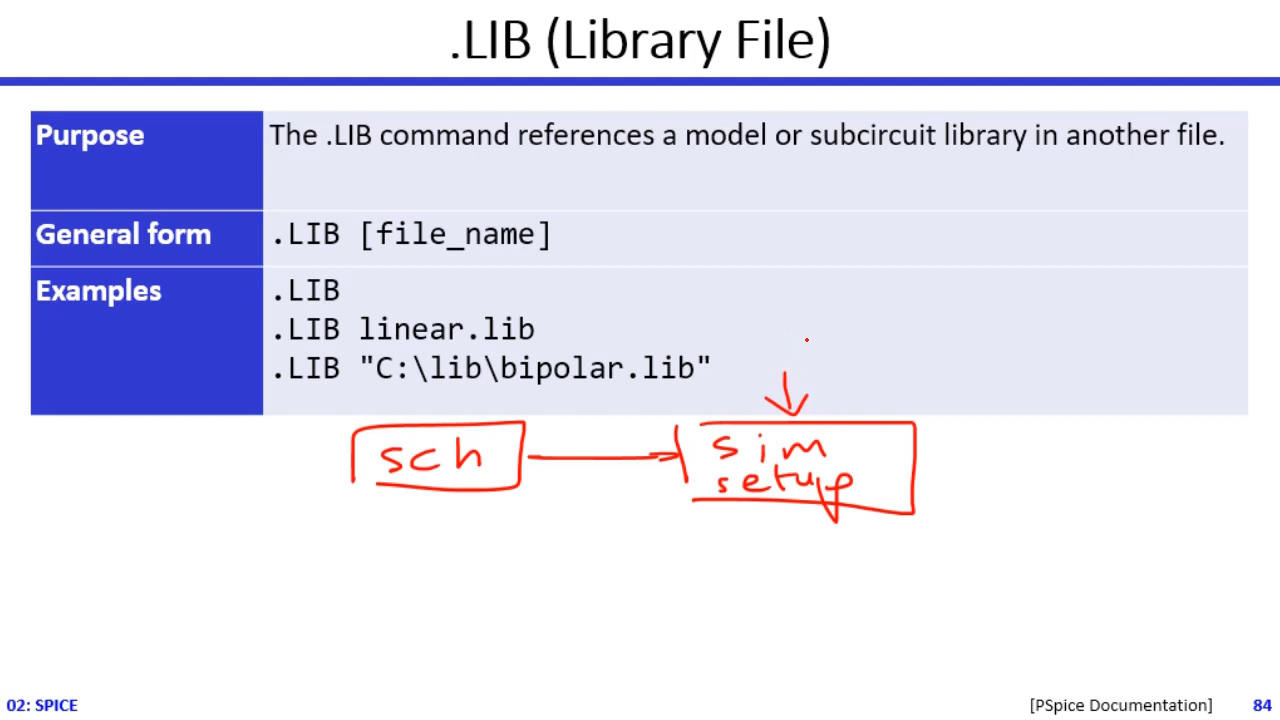 .LIB (Library File)
Purpose
The .LIB command references a model or subcircuit library in another file.
General form
.LIB [file_name]
Examples
.LIB
.LIB linear.lib
.LIB "C:\lib\bipolar.lib"
sch
sim
setup
02: SPICE
[PSpice Documentation]
84